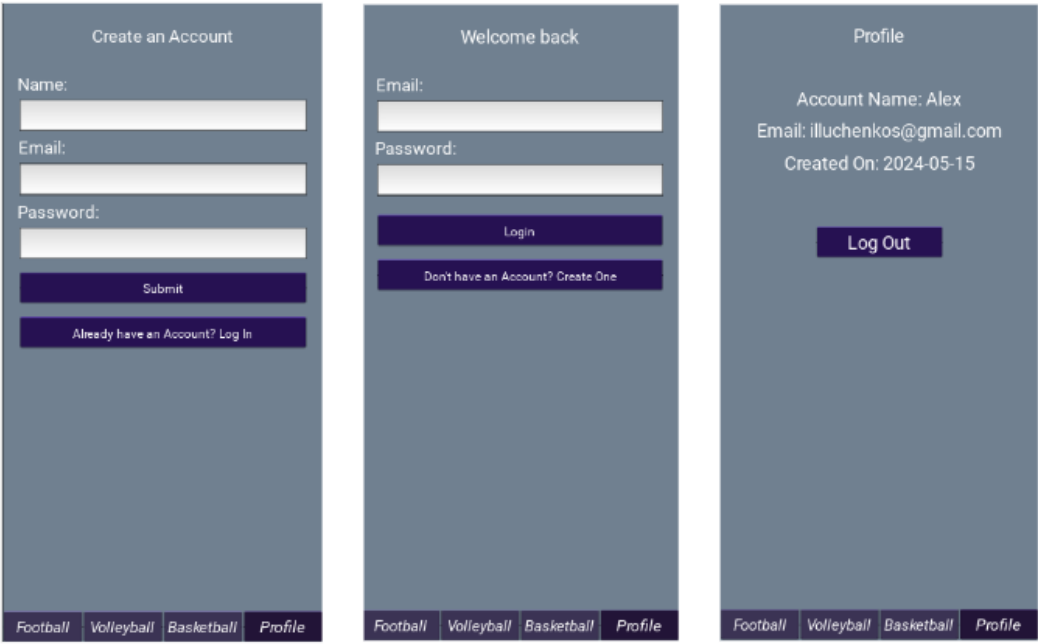 Create an Account
Name:
Email:
Password:
Submit
Already have an Account? Log In
Football Volleyball Basketball Profile
Welcome back
Email:
Password:
Login
Don't have an Account? Create One
Football Volleyball Basketball Profile
Profile
Account Name: Alex
Email: illuchenkos@gmail.com
Created On: 2024-05-15
Log Out
Football Volleyball Basketball Profile